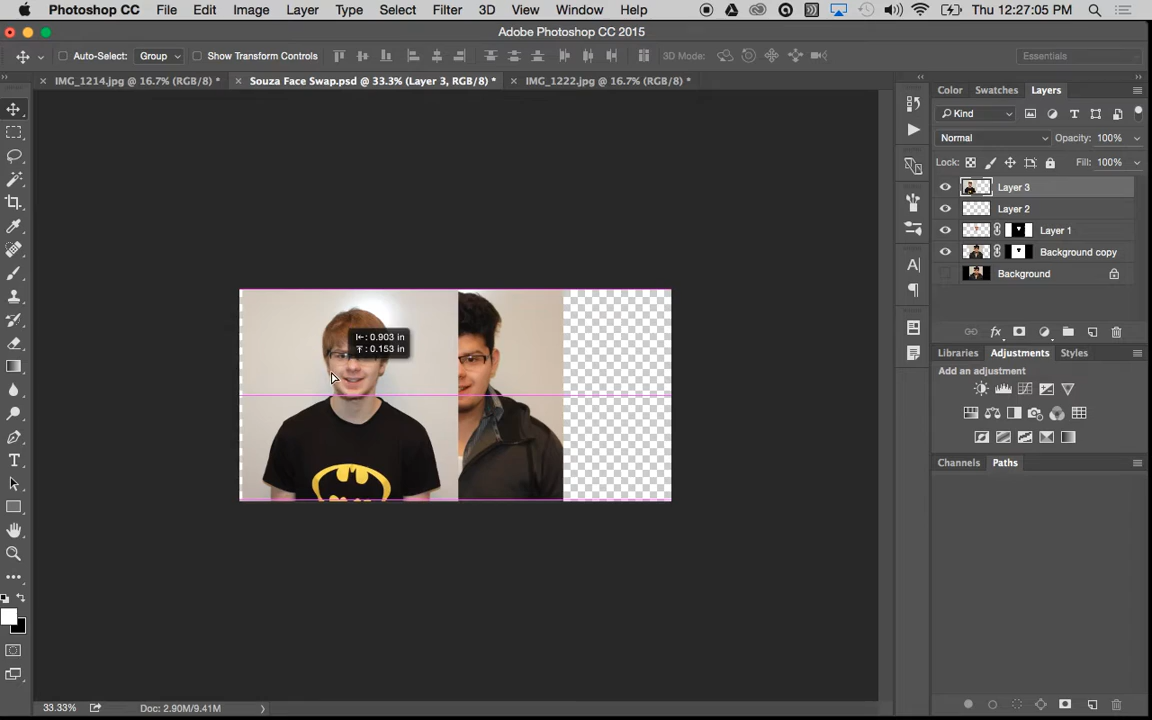 Photoshop CC File Edit Image Layer Type Select Filter 3D View Window Help Thu 12:27:05 PM
Adobe Photoshop CC 2015
Auto-Select: Group Show Transform Controls 3D Mode: Essentials
IMG_1214.jpg @ 16.7% (RGB/8) * Souza Face Swap.psd @ 33.3% (Layer 3, RGB/8) * IMG_1222.jpg @ 16.7% (RGB/8) *
Color Swatches Layers
Kind
Normal Opacity: 100%
Lock: Fill: 100%
Layer 3
Layer 2
Layer 1
Background copy
Background
Libraries Adjustments Styles
Add an adjustment
Channels Paths
: 0.903 in
: 0.153 in
33.33% Doc: 2.90M/9.41M